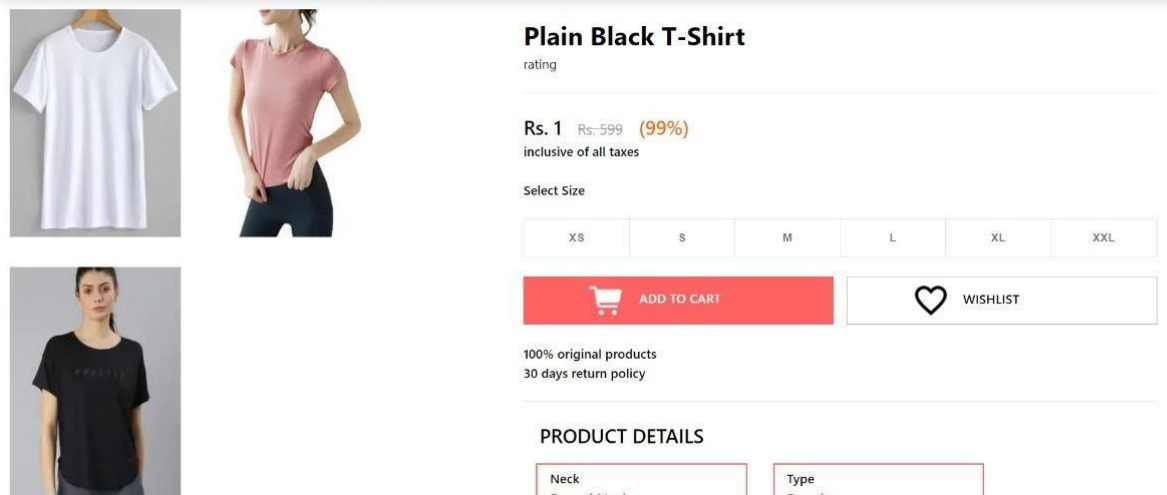 Plain Black T-Shirt
rating
Rs. 1 Rs. 599 (99%)
inclusive of all taxes
Select Size
XS S M L XL XXL
ADD TO CART WISHLIST
100% original products
30 days return policy
PRODUCT DETAILS
Neck Type